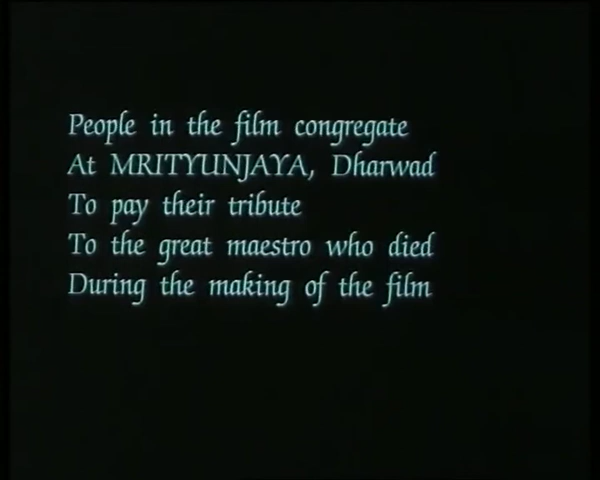 People in the film congregate
At MRITYUNJAYA, Dharwad
To pay their tribute
To the great maestro who died
During the making of the film